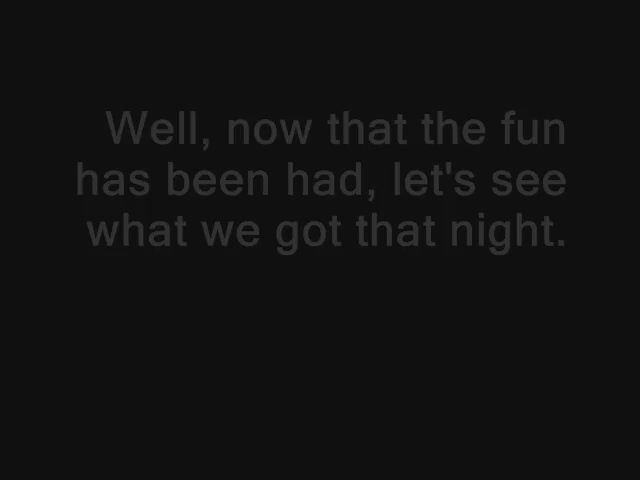 Well, now that the fun
has been had, let's see
what we got that night.